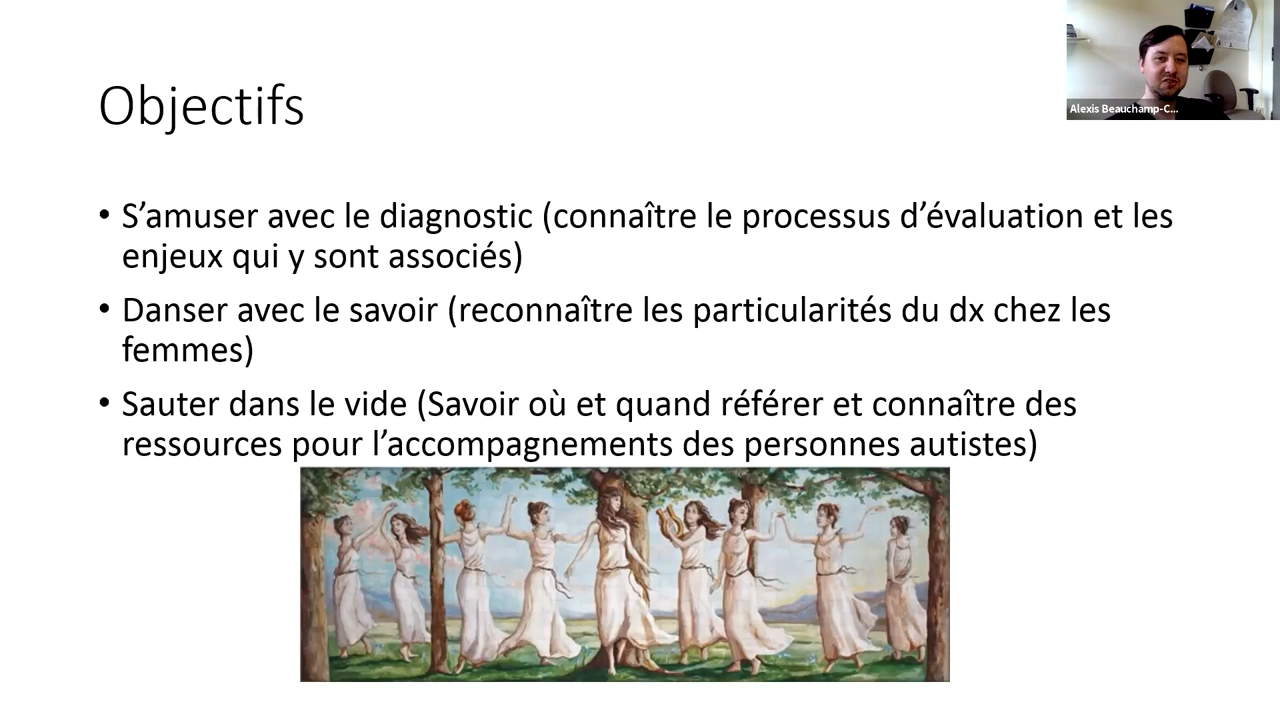 Objectifs
Alexis Beauchamp-C...
• S’amuser avec le diagnostic (connaître le processus d’évaluation et les
enjeux qui y sont associés)
• Danser avec le savoir (reconnaître les particularités du dx chez les
femmes)
• Sauter dans le vide (Savoir où et quand référer et connaître des
ressources pour l’accompagnements des personnes autistes)